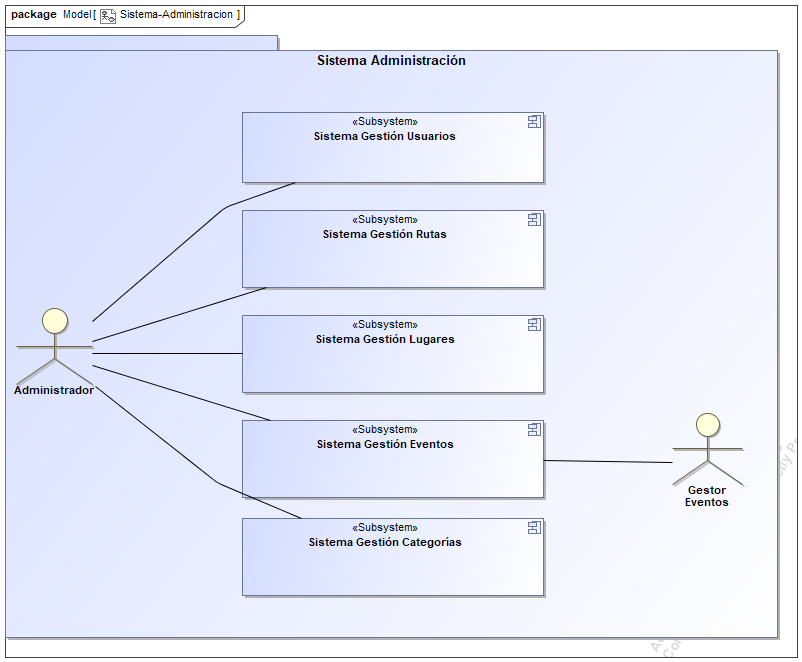 package Model[ Sistema-Administracion ]
Sistema Administración
«Subsystem»
Sistema Gestión Usuarios
«Subsystem»
Sistema Gestión Rutas
«Subsystem»
Sistema Gestión Lugares
Administrador
«Subsystem»
Sistema Gestión Eventos
Gestor
Eventos
«Subsystem»
Sistema Gestión Categorías